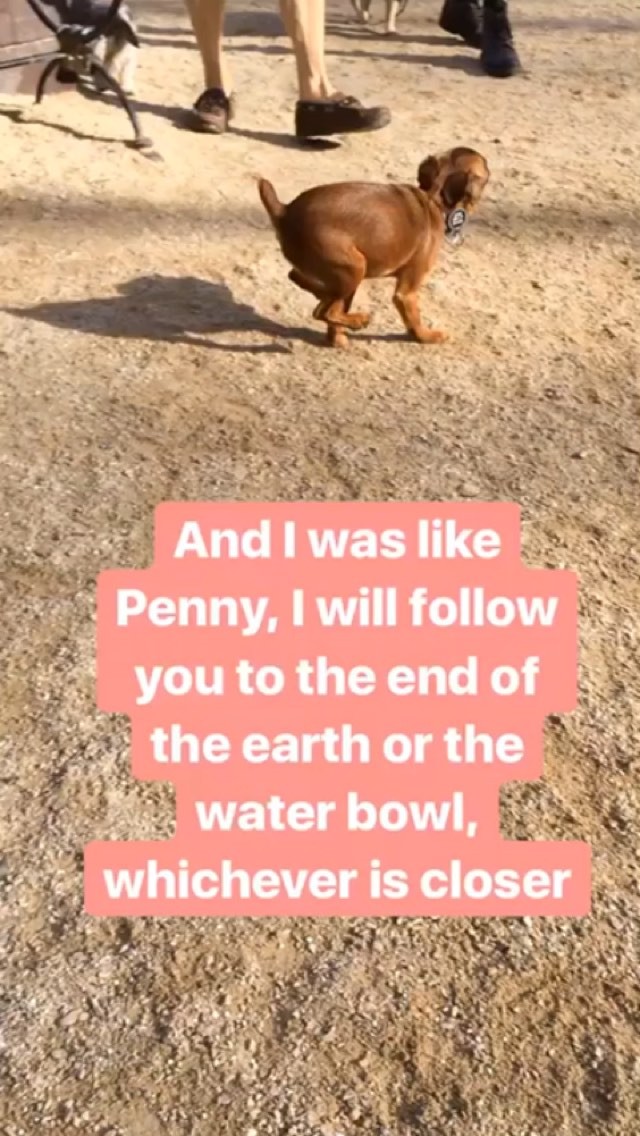 And I was like
Penny, I will follow
you to the end of
the earth or the
water bowl,
whichever is closer